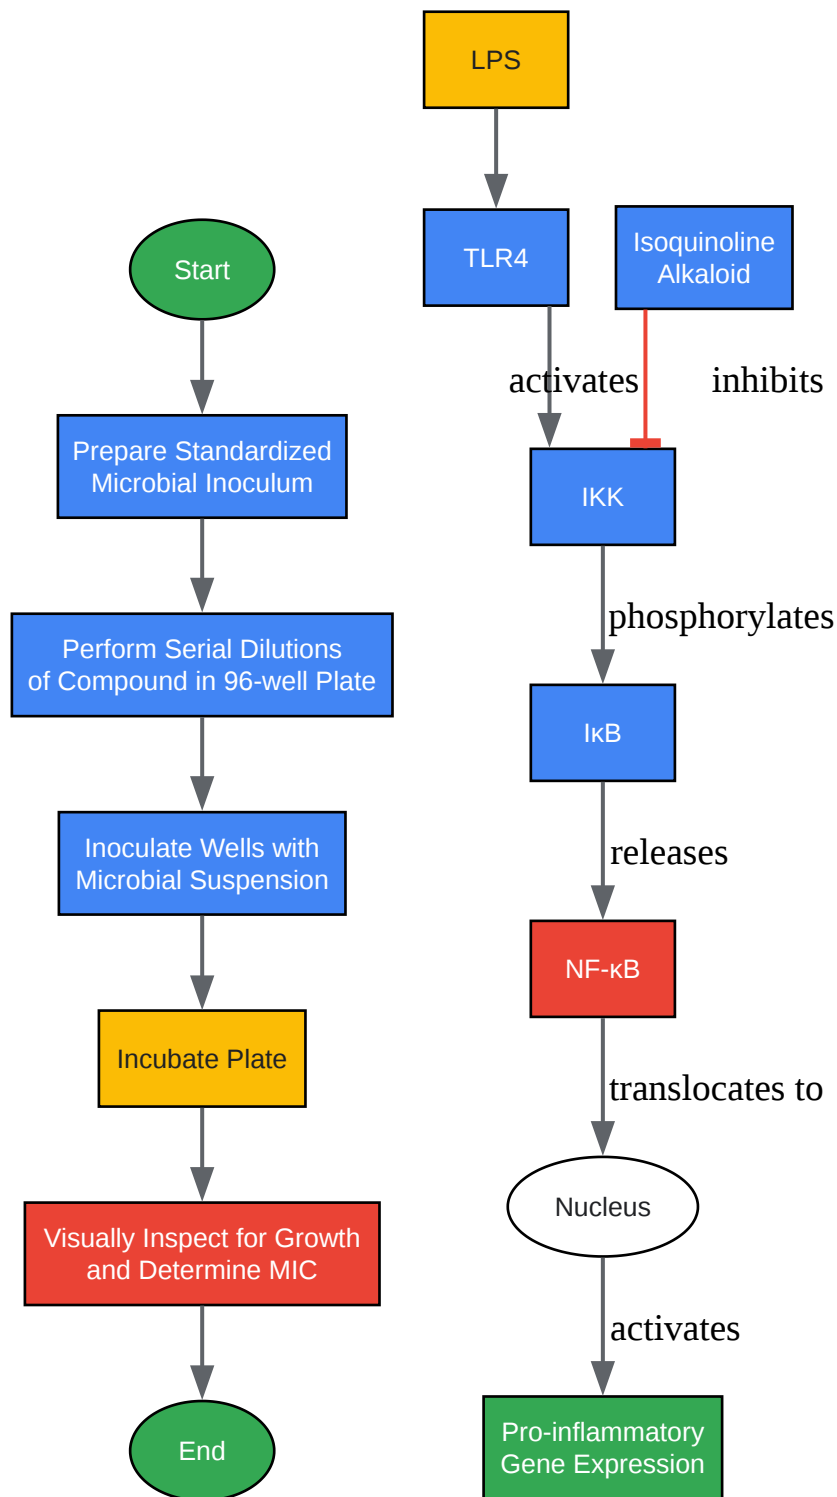 Start
Prepare Standardized
Microbial Inoculum
Perform Serial Dilutions
of Compound in 96-well Plate
Inoculate Wells with
Microbial Suspension
Incubate Plate
Visually Inspect for Growth
and Determine MIC
End
LPS
TLR4
Isoquinoline
Alkaloid
activates
inhibits
IKK
phosphorylates
IκB
releases
NF-κB
translocates to
Nucleus
activates
Pro-inflammatory
Gene Expression